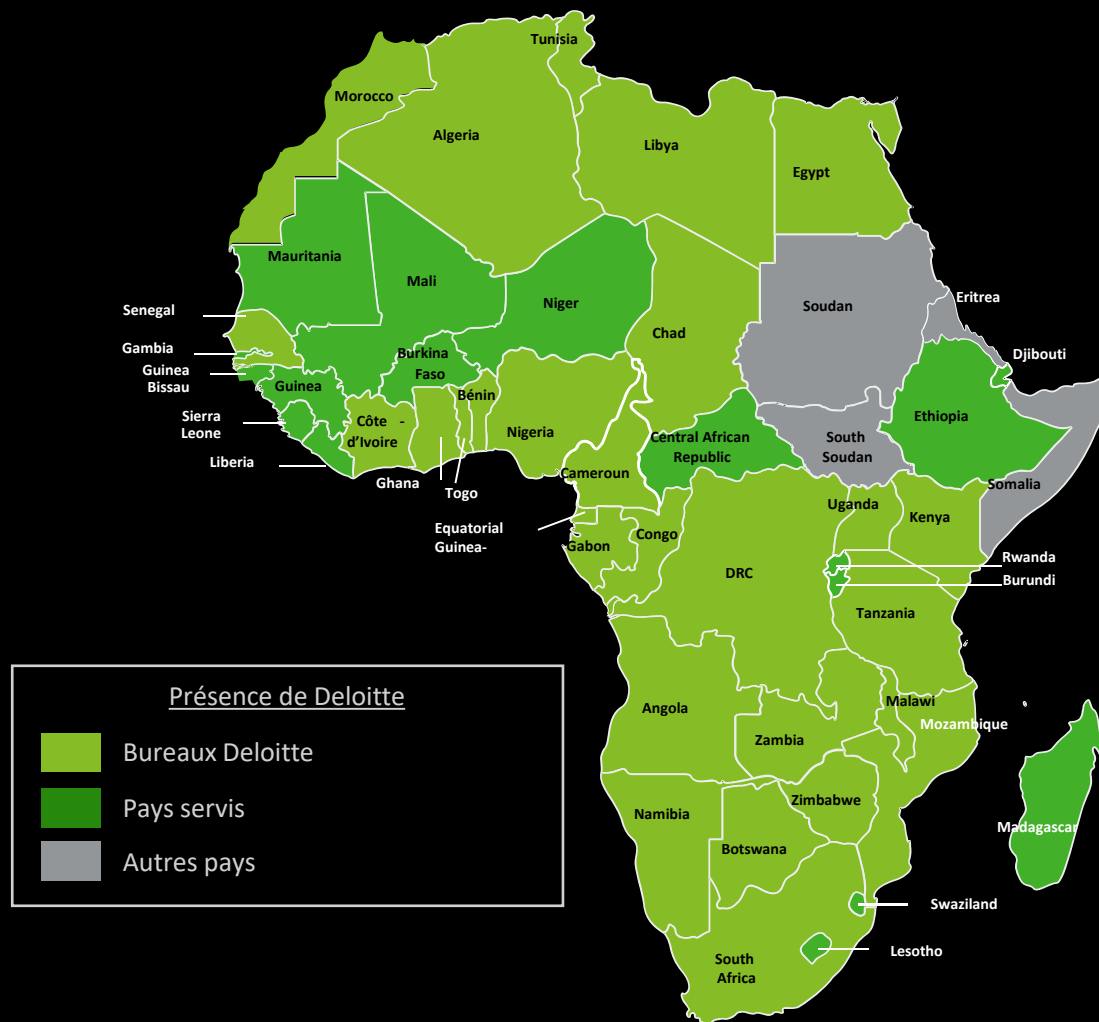 Tunisia
Morocco
Algeria
Libya
Egypt
Mauritania
Mali
Niger
Soudan
Eritrea
Senegal
Chad
Gambia
Burkina
Faso
Djibouti
Guinea
Bissau
Guinea
Bénin
Ethiopia
Sierra
Leone
Côte -
d’Ivoire
Nigeria
Central African
Republic
South
Soudan
Liberia
Ghana
Togo
Cameroun
Somalia
Uganda
Kenya
Equatorial
Guinea-
Gabon
Congo
DRC
Rwanda
Burundi
Tanzania
Angola
Malawi
Mozambique
Zambia
Zimbabwe
Namibia
Botswana
Madagascar
Swaziland
Lesotho
South
Africa
Présence de Deloitte
Bureaux Deloitte
Pays servis
Autres pays